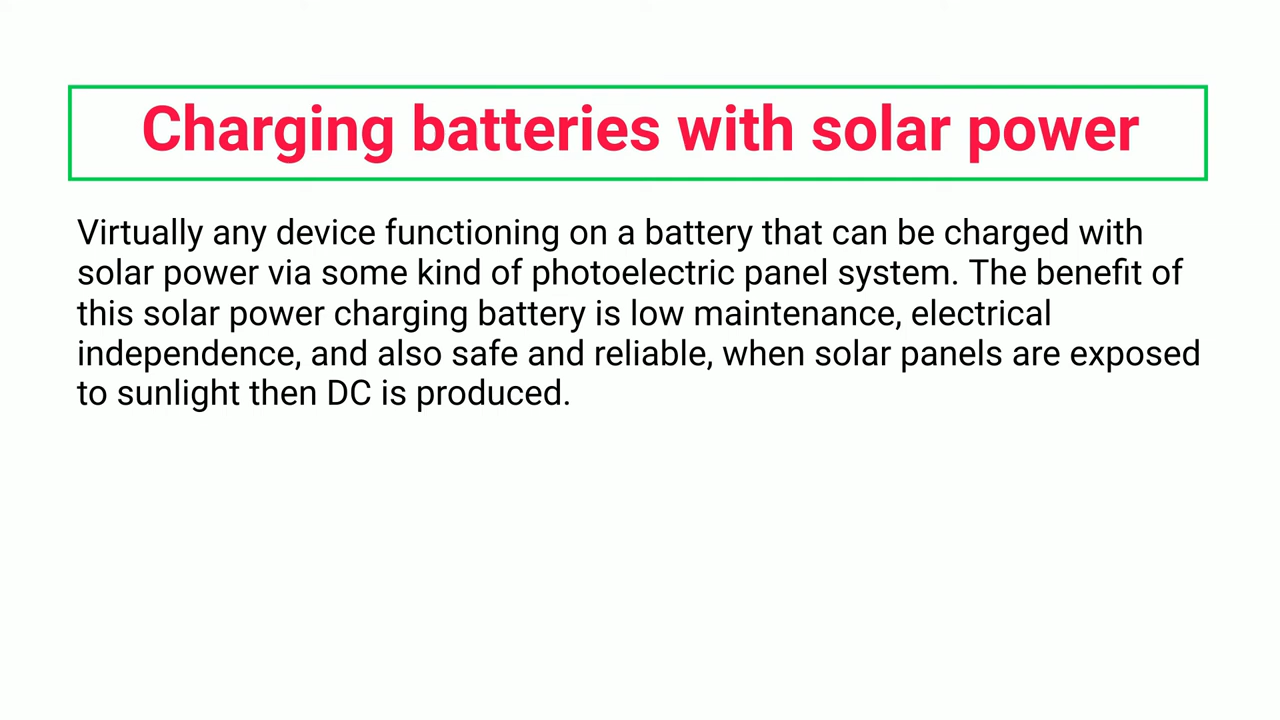 Charging batteries with solar power
Virtually any device functioning on a battery that can be charged with
solar power via some kind of photoelectric panel system. The benefit of
this solar power charging battery is low maintenance, electrical
independence, and also safe and reliable, when solar panels are exposed
to sunlight then DC is produced.